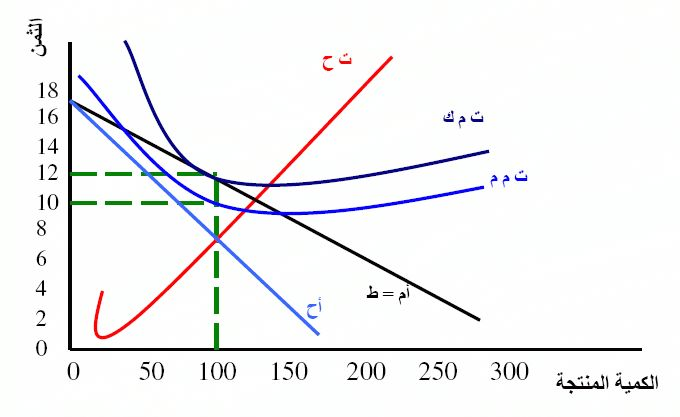 الثمن
ت ح
18
16
ت م ك
14
12
ت م م
10
8
6
4
أم = ط
أح
2
0
0 50 100 150 200 250 300
الكمية المنتجة